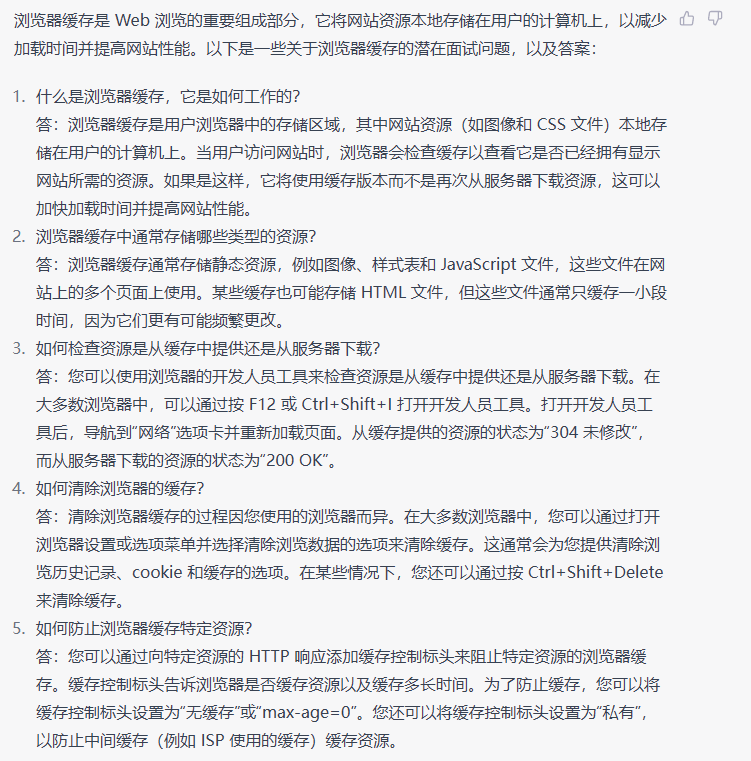 浏览器缓存是 Web 浏览的重要组成部分，它将网站资源本地存储在用户的计算机上，以减少
加载时间并提高网站性能。以下是一些关于浏览器缓存的潜在面试问题，以及答案：
1. 什么是浏览器缓存，它是如何工作的？
答：浏览器缓存是用户浏览器中的存储区域，其中网站资源（如图像和 CSS 文件）本地存
储在用户的计算机上。当用户访问网站时，浏览器会检查缓存以查看它是否已经拥有显示
网站所需的资源。如果是这样，它将使用缓存版本而不是再次从服务器下载资源，这可以
加快加载时间并提高网站性能。
2. 浏览器缓存中通常存储哪些类型的资源？
答：浏览器缓存通常存储静态资源，例如图像、样式表和 JavaScript 文件，这些文件在网
站上的多个页面上使用。某些缓存也可能存储 HTML 文件，但这些文件通常只缓存一小段
时间，因为它们更有可能频繁更改。
3. 如何检查资源是从缓存中提供还是从服务器下载？
答：您可以使用浏览器的开发人员工具来检查资源是从缓存中提供还是从服务器下载。在
大多数浏览器中，可以通过按 F12 或 Ctrl+Shift+I 打开开发人员工具。打开开发人员工
具后，导航到“网络”选项卡并重新加载页面。从缓存提供的资源的状态为“304 未修改”，
而从服务器下载的资源的状态为“200 OK”。
4. 如何清除浏览器的缓存？
答：清除浏览器缓存的过程因您使用的浏览器而异。在大多数浏览器中，您可以通过打开
浏览器设置或选项菜单并选择清除浏览数据的选项来清除缓存。这通常会为您提供清除浏
览历史记录、cookie 和缓存的选项。在某些情况下，您还可以通过按 Ctrl+Shift+Delete
来清除缓存。
5. 如何防止浏览器缓存特定资源？
答：您可以通过向特定资源的 HTTP 响应添加缓存控制标头来阻止特定资源的浏览器缓
存。缓存控制标头告诉浏览器是否缓存资源以及缓存多长时间。为了防止缓存，您可以将
缓存控制标头设置为“无缓存”或“max-age=0”。您还可以将缓存控制标头设置为“私有”，
以防止中间缓存（例如 ISP 使用的缓存）缓存资源。